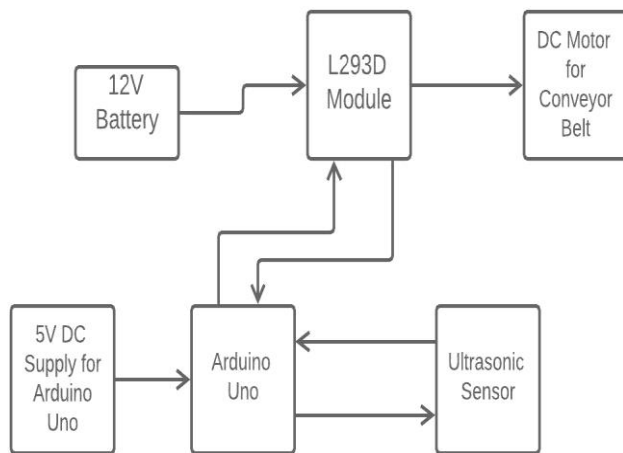 12V
Battery
L293D
Module
DC Motor
for
Conveyor
Belt
5V DC
Supply for
Arduino
Uno
Arduino
Uno
Ultrasonic
Sensor